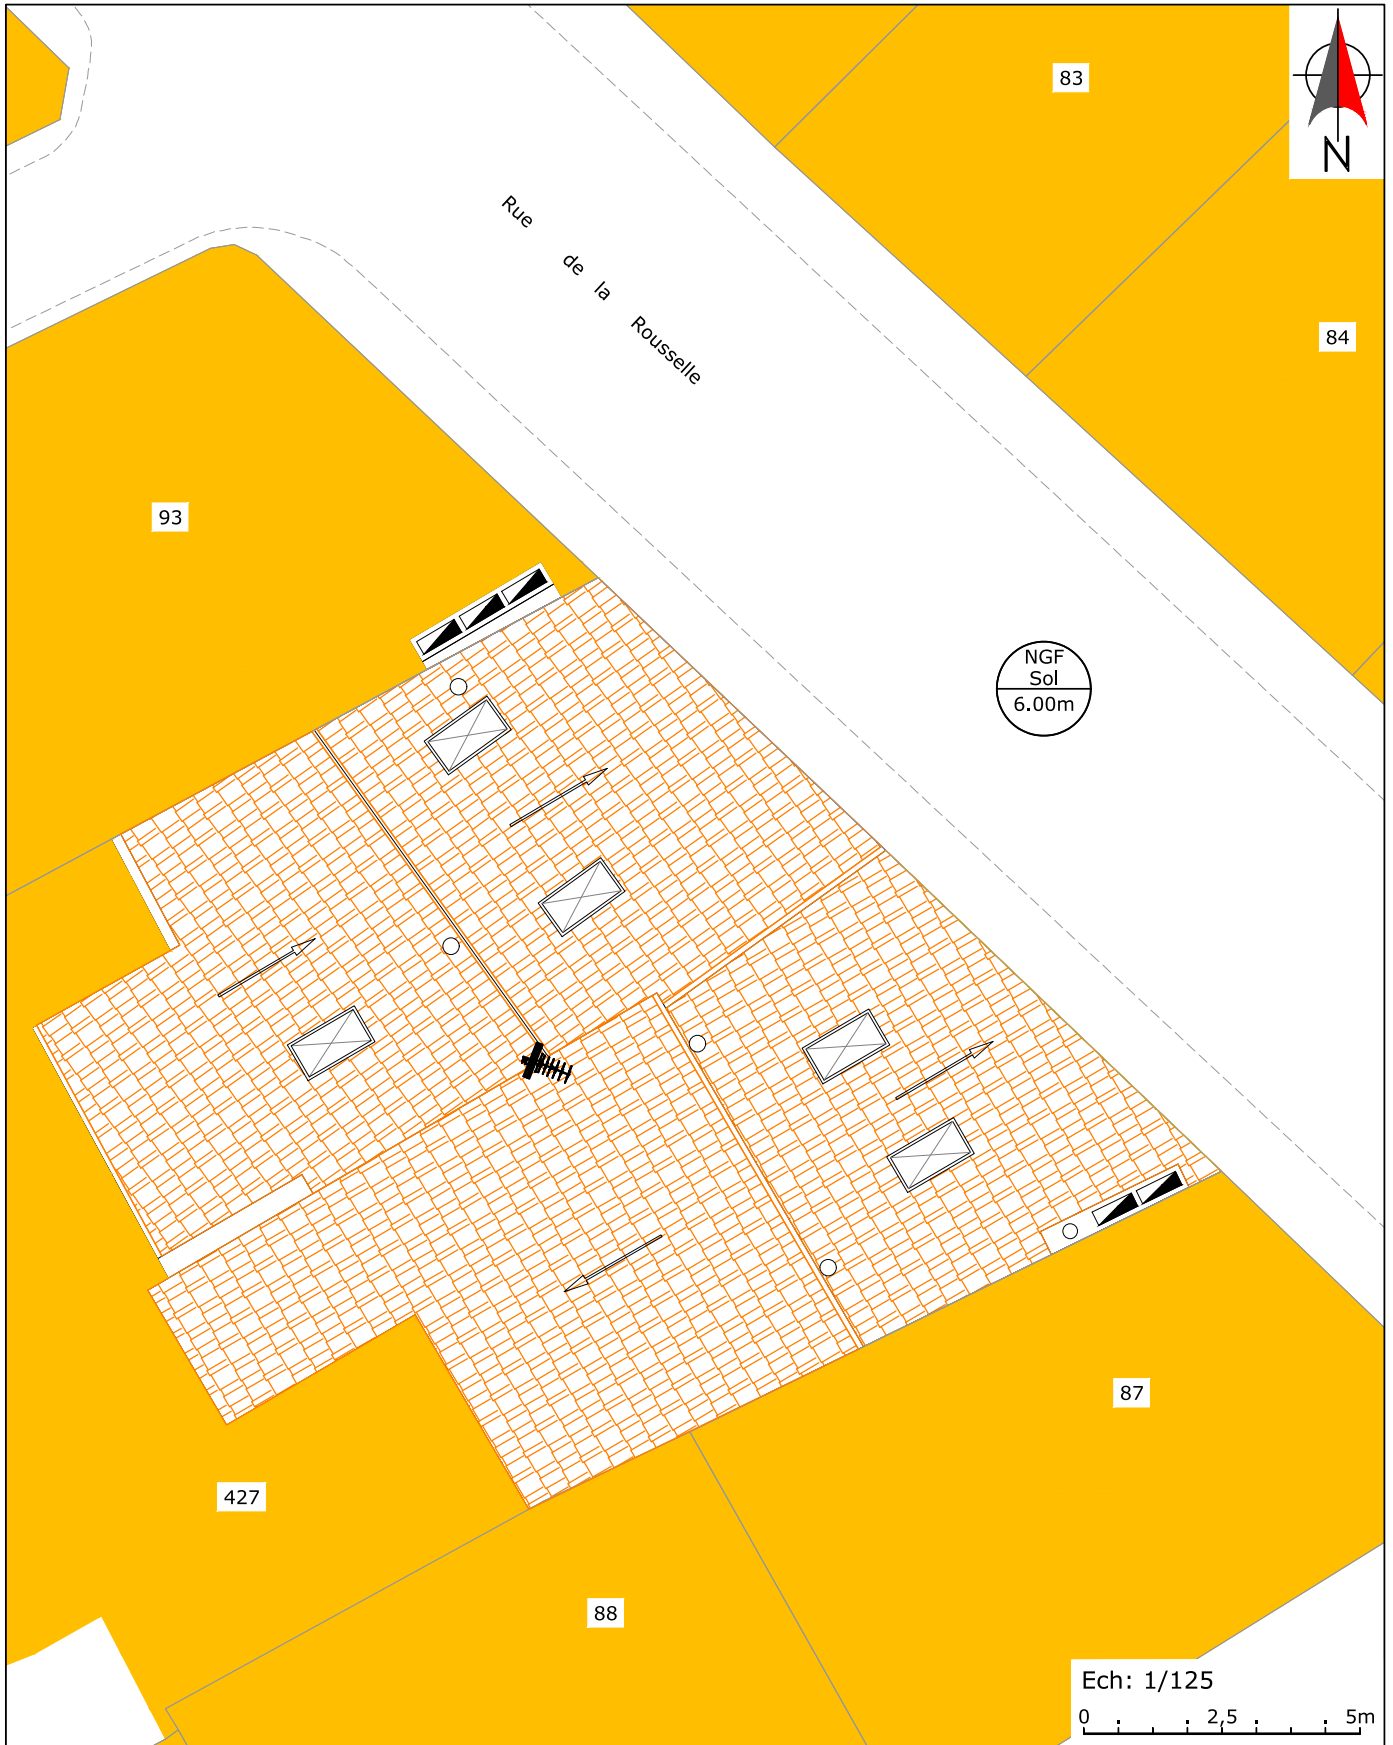 83
N
Rue de la Rousselle
84
93
NGF
Sol
6.00m
87
427
88
Ech: 1/125
0 2,5 5m